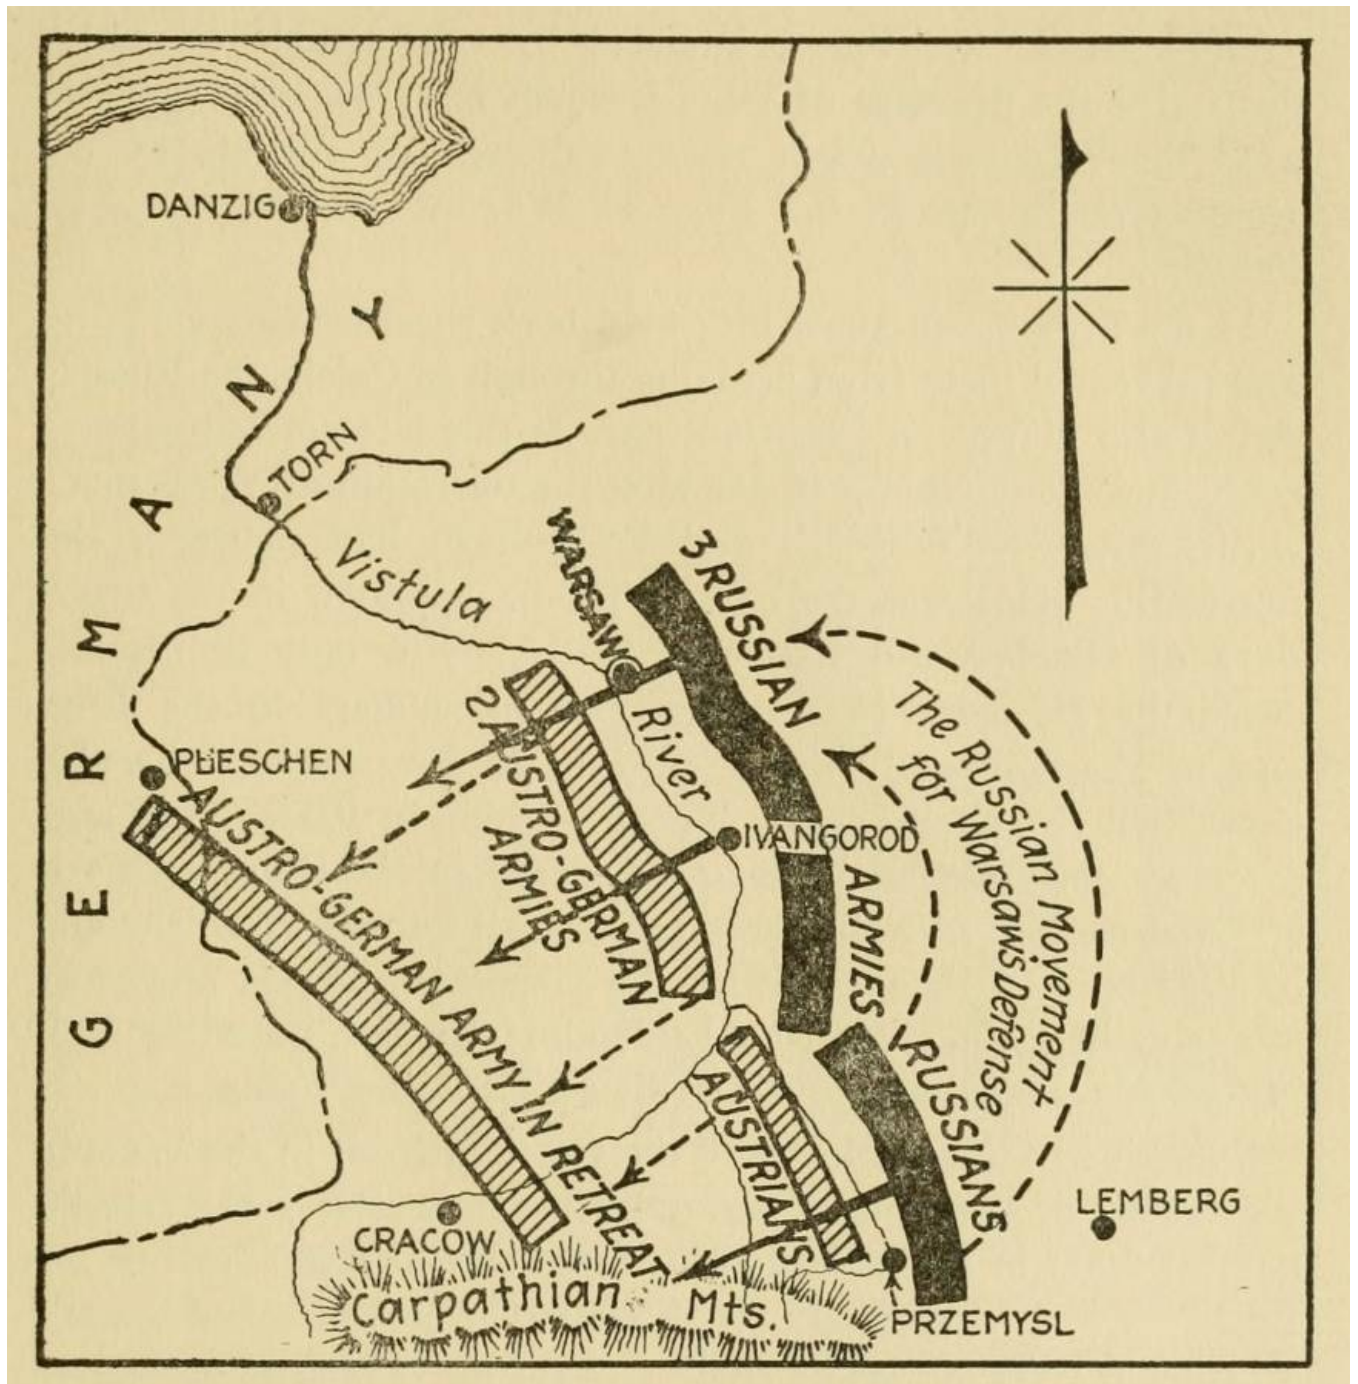 DANZIG
GERMANY
TORN
Vistula
River
WARSAW
3 RUSSIAN
ARMIES
The Russian Movement
for Warsaw's Defense
2 AUSTRO-GERMAN
ARMIES
PLESCHEN
IVANGOROD
AUSTRO-GERMAN ARMY IN RETREAT
AUSTRIANS
RUSSIANS
LEMBERG
CRACOW
Carpathian Mts.
PRZEMYSL